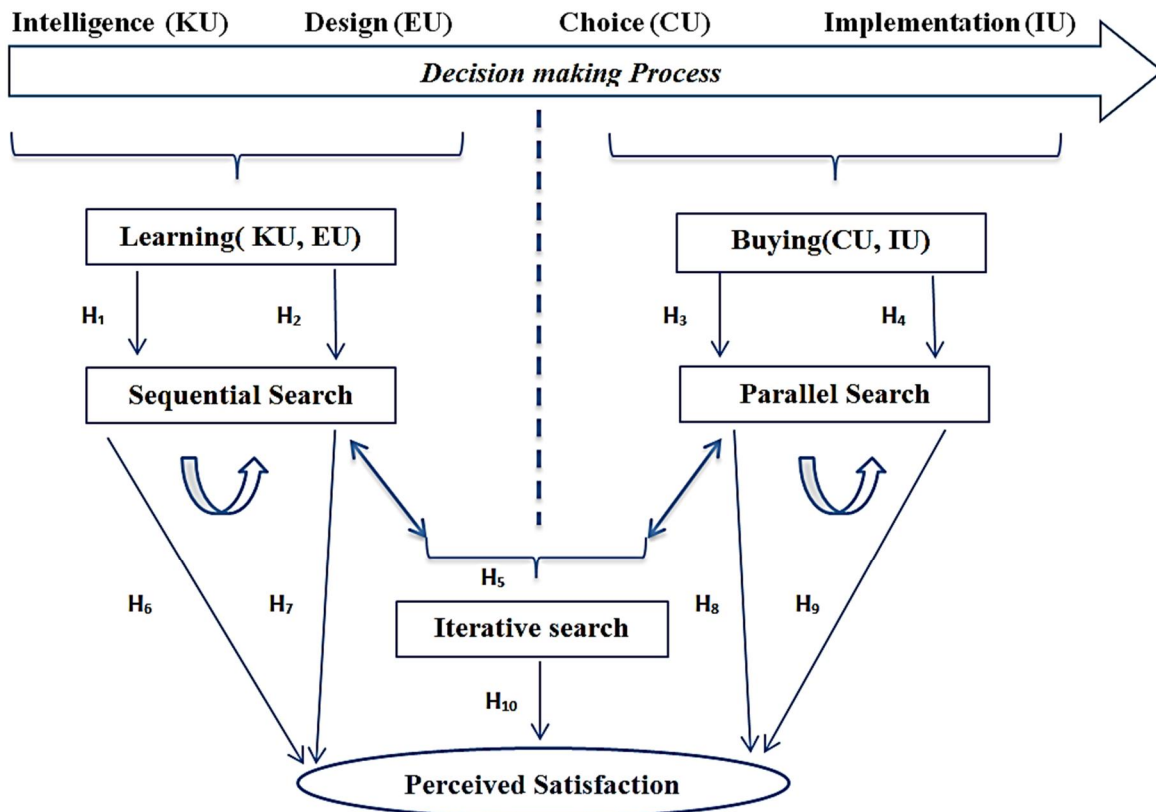 Intelligence (KU) Design (EU) Choice (CU) Implementation (IU)
Decision making Process
Learning( KU, EU) Buying(CU, IU)
H₁ H₂ H₃ H₄
Sequential Search Parallel Search
H₅
H₆ H₇ H₈ H₉
Iterative search
H₁₀
Perceived Satisfaction